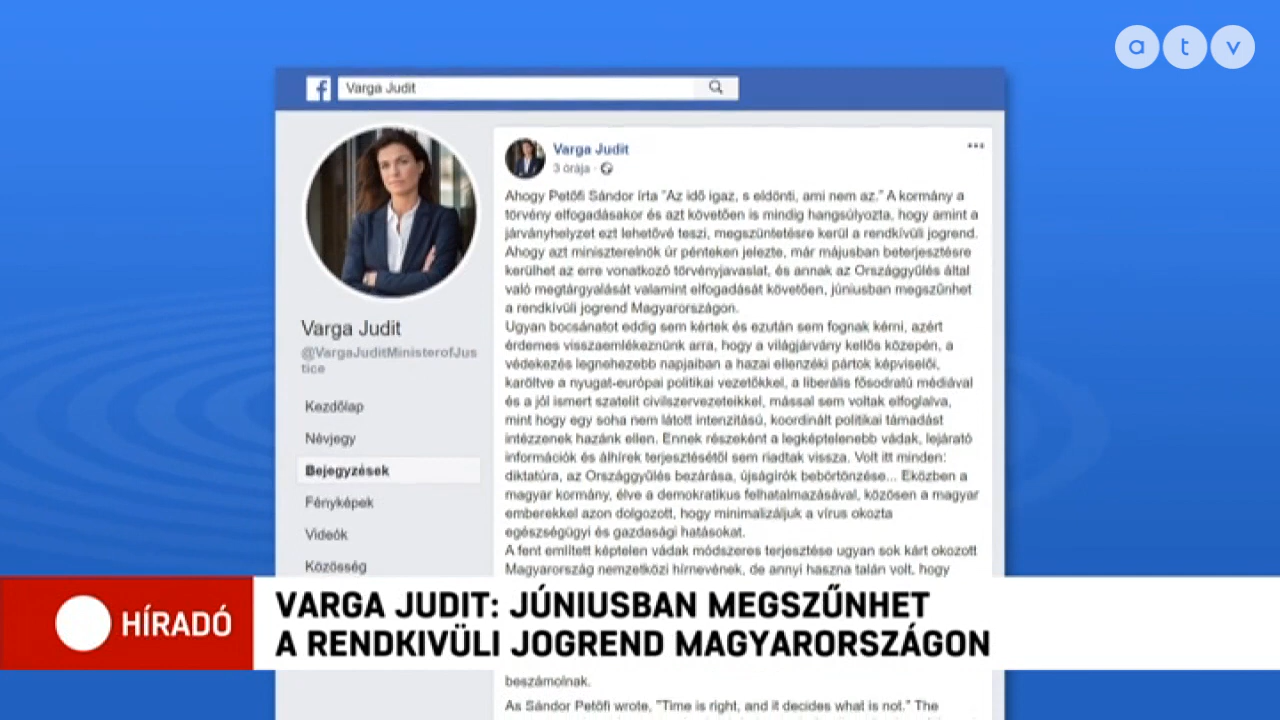 atv
Varga Judit
Varga Judit
3 órája ·
Ahogy Petőfi Sándor írta "Az idő igaz, s eldönti, ami nem az." A kormány a
törvény elfogadásakor és azt követően is mindig hangsúlyozta, hogy amint a
járványhelyzet ezt lehetővé teszi, megszüntetésre kerül a rendkívüli jogrend.
Ahogy azt miniszterelnök úr pénteken jelezte, már májusban beterjesztésre
kerülhet az erre vonatkozó törvényjavaslat, és annak az Országgyűlés által
való megtárgyalását valamint elfogadását követően, júniusban megszűnhet
a rendkívüli jogrend Magyarországon.
Ugyan bocsánatot eddig sem kértek és ezután sem fognak kérni, azért
érdemes visszaemlékeznünk arra, hogy a világjárvány kellős közepén, a
védekezés legnehezebb napjaiban a hazai ellenzéki pártok képviselői,
karöltve a nyugat-európai politikai vezetőkkel, a liberális fősodratú médiával
és a jól ismert szatelit civilszervezeteikkel, mással sem voltak elfoglalva,
mint hogy egy soha nem látott intenzitású, koordinált politikai támadást
intézzenek hazánk ellen. Ennek részeként a legképtelenebb vádak, lejárató
információk és álhírek terjesztésétől sem riadtak vissza. Volt itt minden:
diktatúra, az Országgyűlés bezárása, újságírók bebörtönzése... Eközben a
magyar kormány, élve a demokratikus felhatalmazásával, közösen a magyar
emberekkel azon dolgozott, hogy minimalizáljuk a vírus okozta
egészségügyi és gazdasági hatásokat.
A fent említett képtelen vádak módszeres terjesztése ugyan sok kárt okozott
Magyarország nemzetközi hírnevének, de annyi haszna talán volt, hogy
Varga Judit
@VargaJuditMinisterofJus
tice
Kezdőlap
Névjegy
Bejegyzések
Fényképek
Videók
Közösség
HÍRADÓ
VARGA JUDIT: JÚNIUSBAN MEGSZŰNHET
A RENDKIVÜLI JOGREND MAGYARORSZÁGON
beszámolnak.
As Sándor Petőfi wrote, "Time is right, and it decides what is not." The